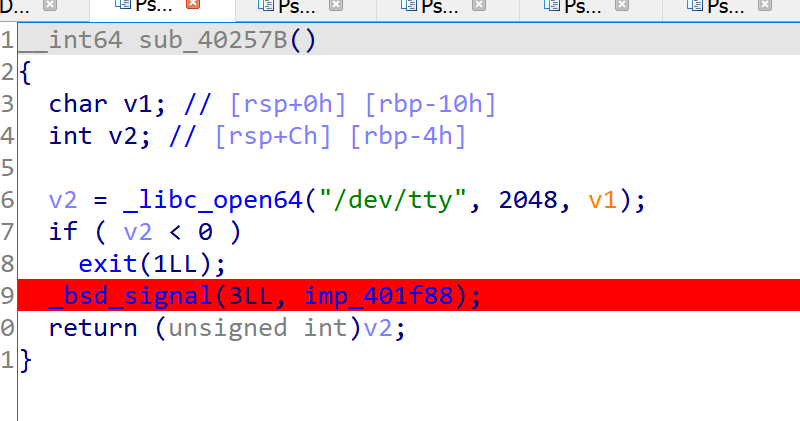 D...
Ps...
Ps...
Ps...
Ps...
Ps...
1 __int64 sub_40257B()
2 {
3 char v1; // [rsp+0h] [rbp-10h]
4 int v2; // [rsp+Ch] [rbp-4h]
5
6 v2 = _libc_open64("/dev/tty", 2048, v1);
7 if ( v2 < 0 )
8 exit(1LL);
9 _bsd_signal(3LL, imp_401f88);
0 return (unsigned int)v2;
1 }